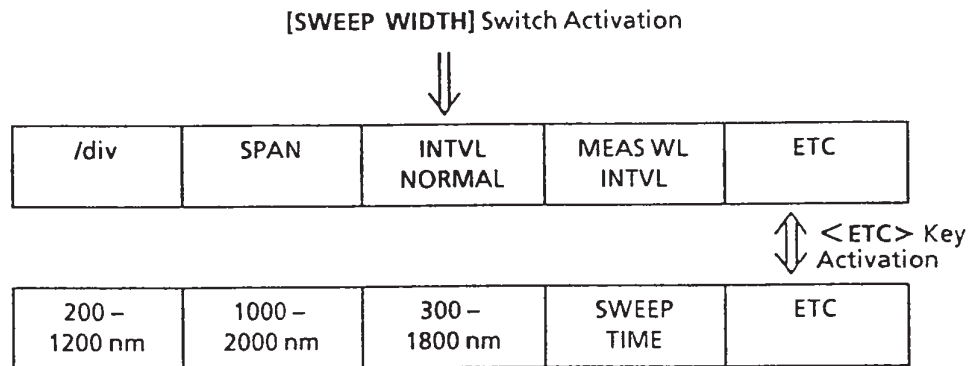 [SWEEP WIDTH] Switch Activation
/div SPAN INTVL MEAS WL ETC
NORMAL INTVL
<ETC> Key
Activation
200 – 1000 – 300 – SWEEP ETC
1200 nm 2000 nm 1800 nm TIME